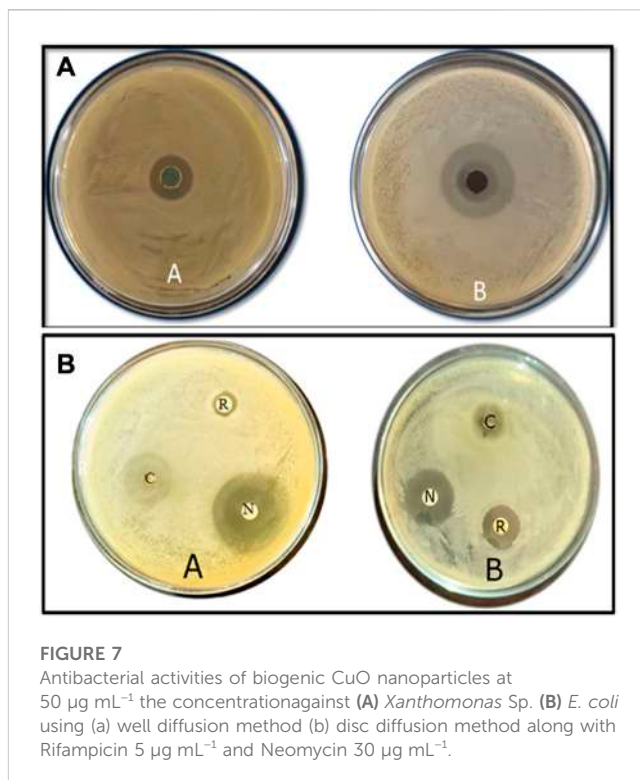 A
A
B
B
R
C
N
A
C
N
R
B
FIGURE 7
Antibacterial activities of biogenic CuO nanoparticles at
50 µg mL⁻¹ the concentrationagainst (A) Xanthomonas Sp. (B) E. coli
using (a) well diffusion method (b) disc diffusion method along with
Rifampicin 5 µg mL⁻¹ and Neomycin 30 µg mL⁻¹.